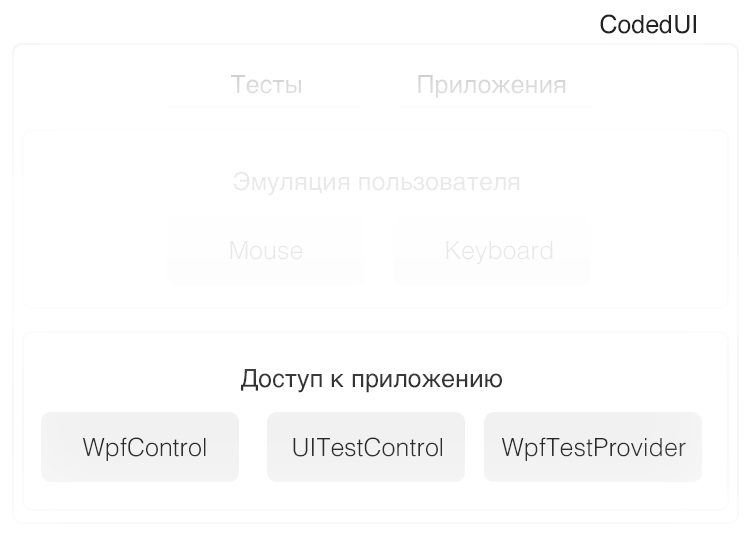 CodedUI
Тесты Приложения
Эмуляция пользователя
Mouse Keyboard
Доступ к приложению
WpfControl UITestControl WpfTestProvider